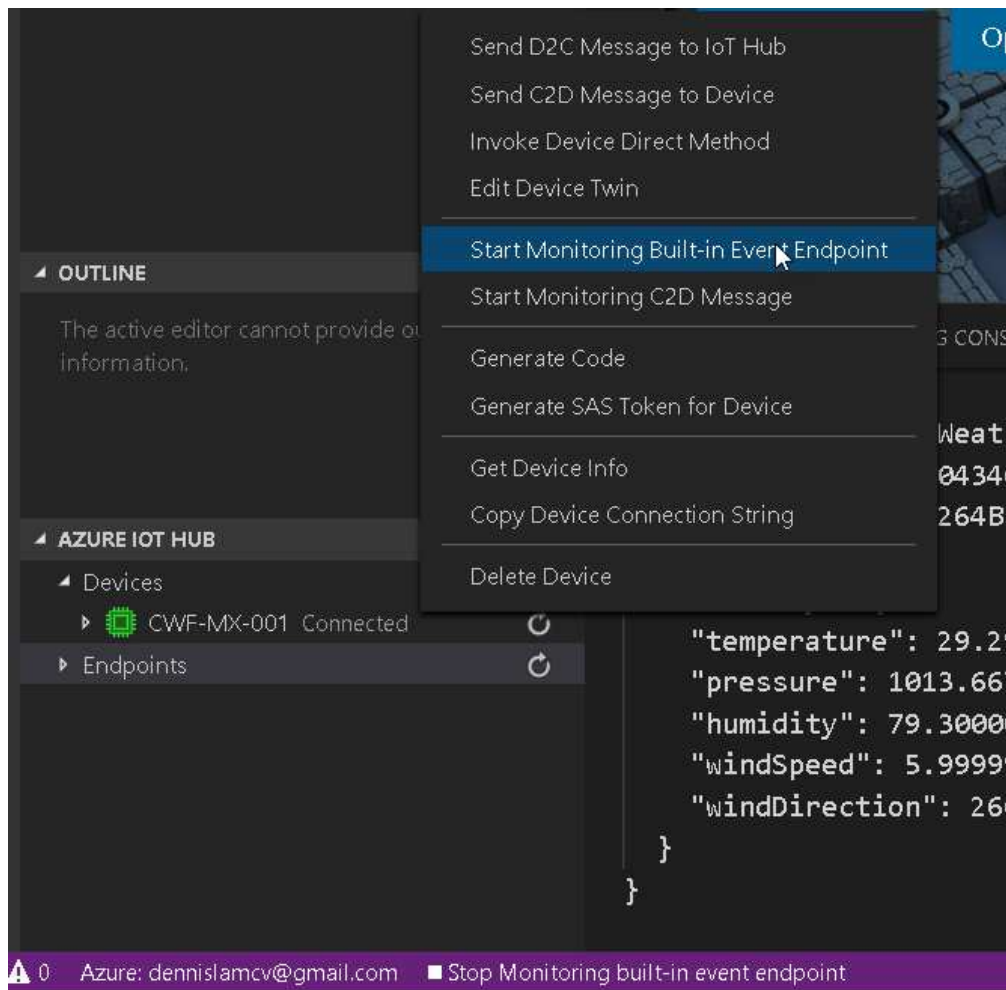 Send D2C Message to IoT Hub
Send C2D Message to Device
Invoke Device Direct Method
Edit Device Twin
Start Monitoring Built-in Event Endpoint
Start Monitoring C2D Message
Generate Code
Generate SAS Token for Device
Get Device Info
Copy Device Connection String
Delete Device
OUTLINE
The active editor cannot provide
information.
AZURE IOT HUB
Devices
CWF-MX-001 Connected
Endpoints
"temperature": 29.2
"pressure": 1013.66
"humidity": 79.3000
"windSpeed": 5.9999
"windDirection": 26
}
}
0 Azure: dennislamcv@gmail.com Stop Monitoring built-in event endpoint